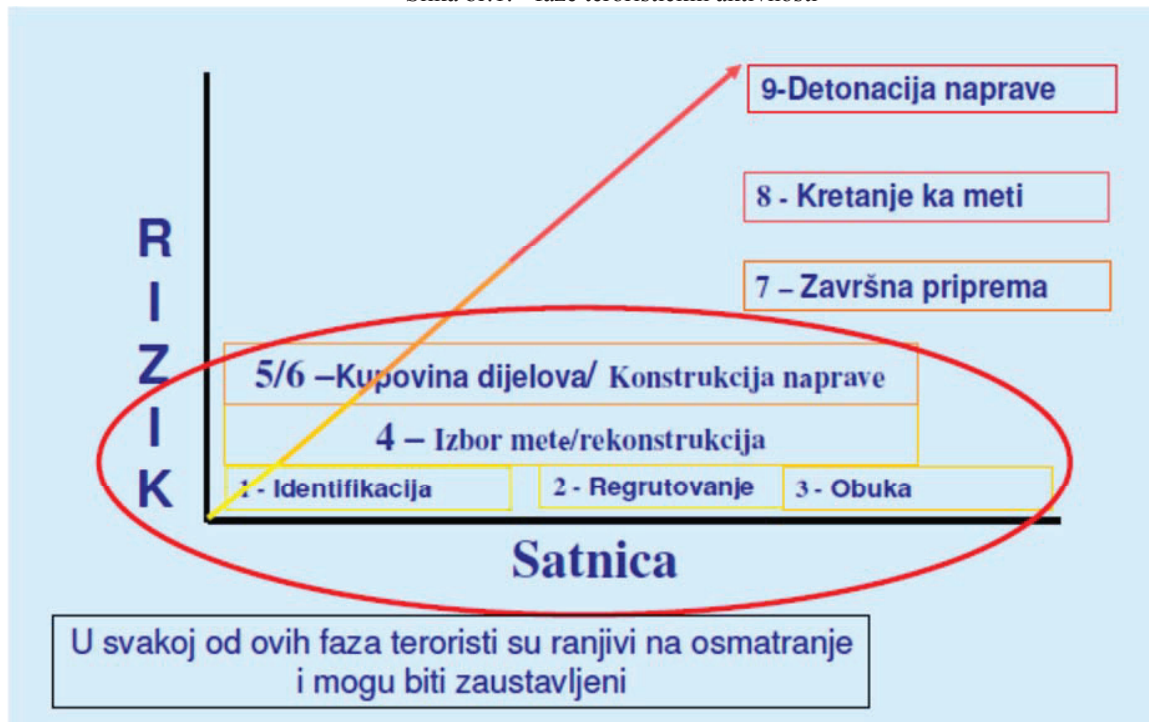 9-Detonacija naprave
8 - Kretanje ka meti
7 – Završna priprema
RIZIK
5/6 –Kupovina dijelova/ Konstrukcija naprave
4 – Izbor mete/rekonstrukcija
1 - Identifikacija
2 - Regrutovanje
3 - Obuka
Satnica
U svakoj od ovih faza teroristi su ranjivi na osmatranje
i mogu biti zaustavljeni